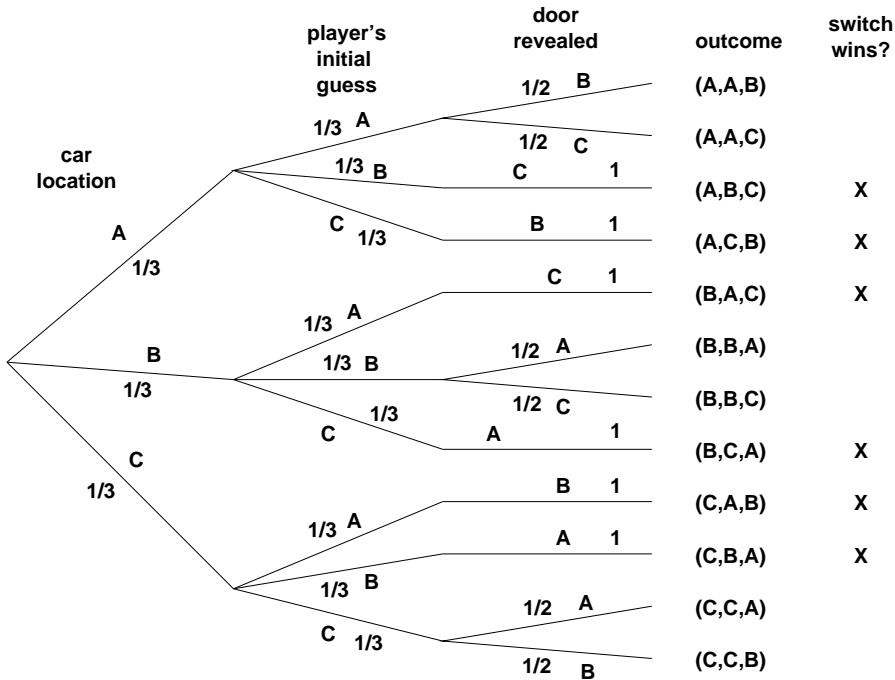 door
revealed
player's
initial
guess
outcome
switch
wins?
car
location
A
1/3
B
1/3
C
1/3
1/3 A
1/3 B
C 1/3
1/3 A
1/3 B
1/3
C
1/3 A
1/3 B
C 1/3
1/2 B
1/2 C
C 1
B 1
C 1
1/2 A
1/2 C
A 1
B 1
A 1
1/2 A
1/2 B
(A,A,B)
(A,A,C)
(A,B,C) X
(A,C,B) X
(B,A,C) X
(B,B,A)
(B,B,C)
(B,C,A) X
(C,A,B) X
(C,B,A) X
(C,C,A)
(C,C,B)